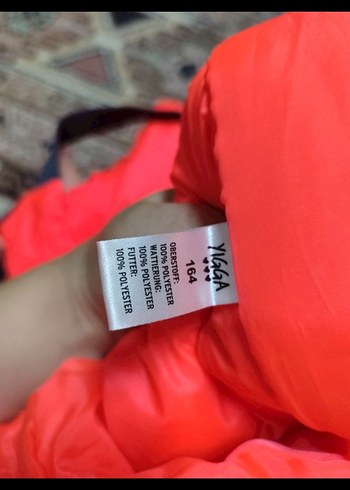 YIGGA
164
OBERSTOFF:
100% POLYESTER
WATTIERUNG:
100% POLYESTER
FUTTER:
100% POLYESTER